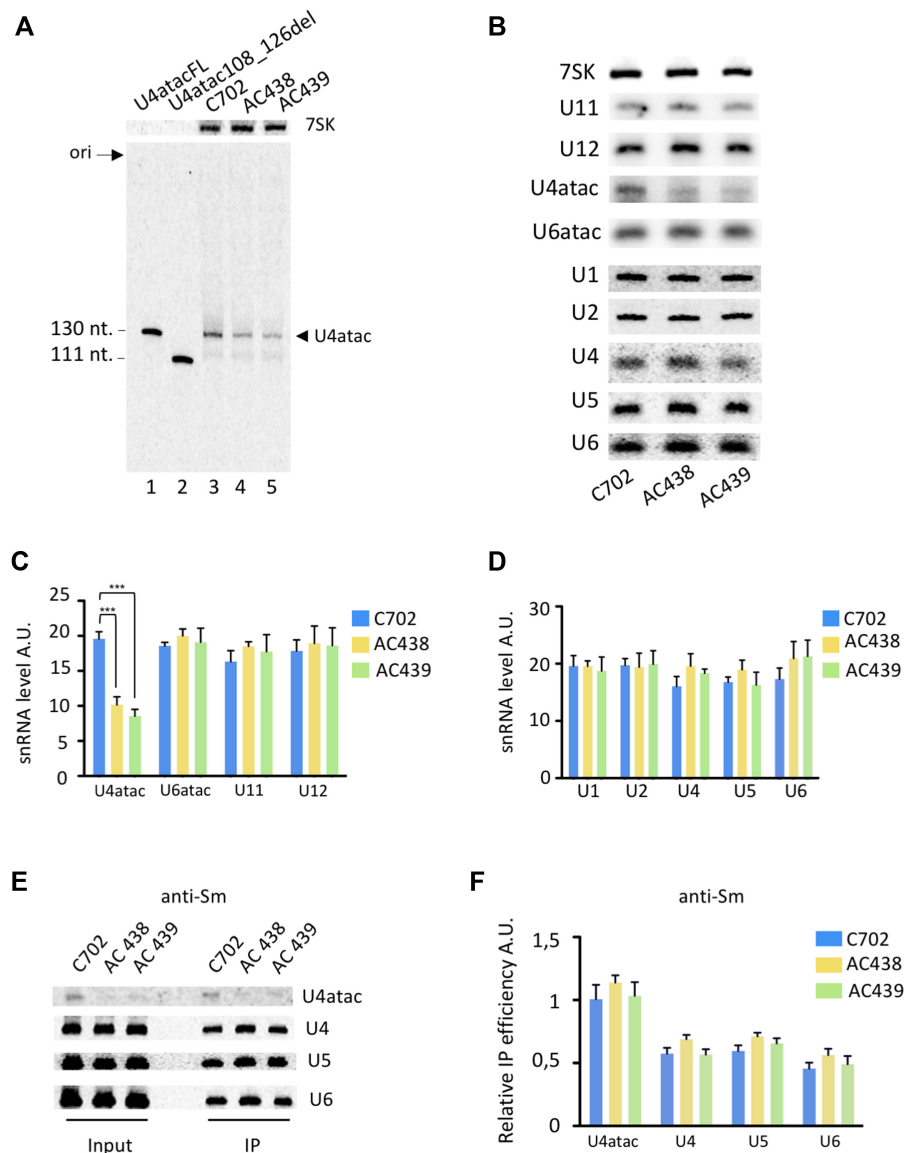 A
U4atacFL
U4atac108_126del
C702
AC438
AC439
7SK
ori
130 nt.
111 nt.
U4atac
1 2 3 4 5
B
7SK
U11
U12
U4atac
U6atac
U1
U2
U4
U5
U6
C702
AC438
AC439
C
snRNA level A.U.
25
20
15
10
5
0
***
***
U4atac U6atac U11 U12
C702
AC438
AC439
D
snRNA level A.U.
30
20
10
0
U1 U2 U4 U5 U6
C702
AC438
AC439
E
anti-Sm
C702
AC 438
AC 439
C702
AC 438
AC 439
U4atac
U4
U5
U6
Input IP
F
anti-Sm
Relative IP efficiency A.U.
1,5
1
0,5
0
U4atac U4 U5 U6
C702
AC438
AC439